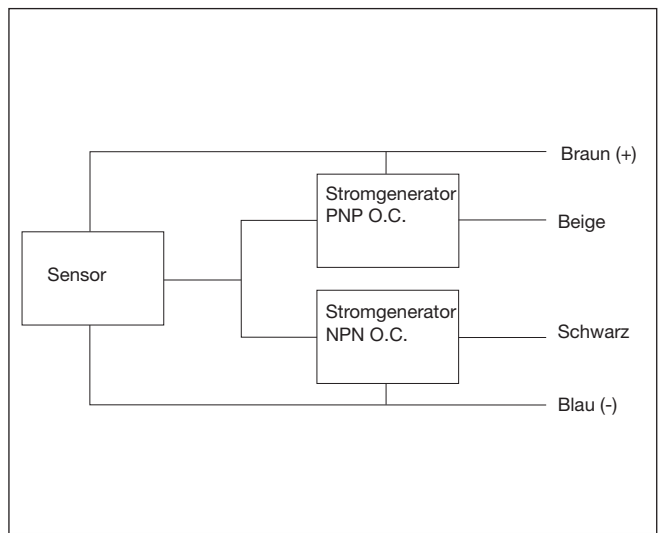 Braun (+)
Stromgenerator
PNP O.C.
Beige
Sensor
Stromgenerator
NPN O.C.
Schwarz
Blau (-)